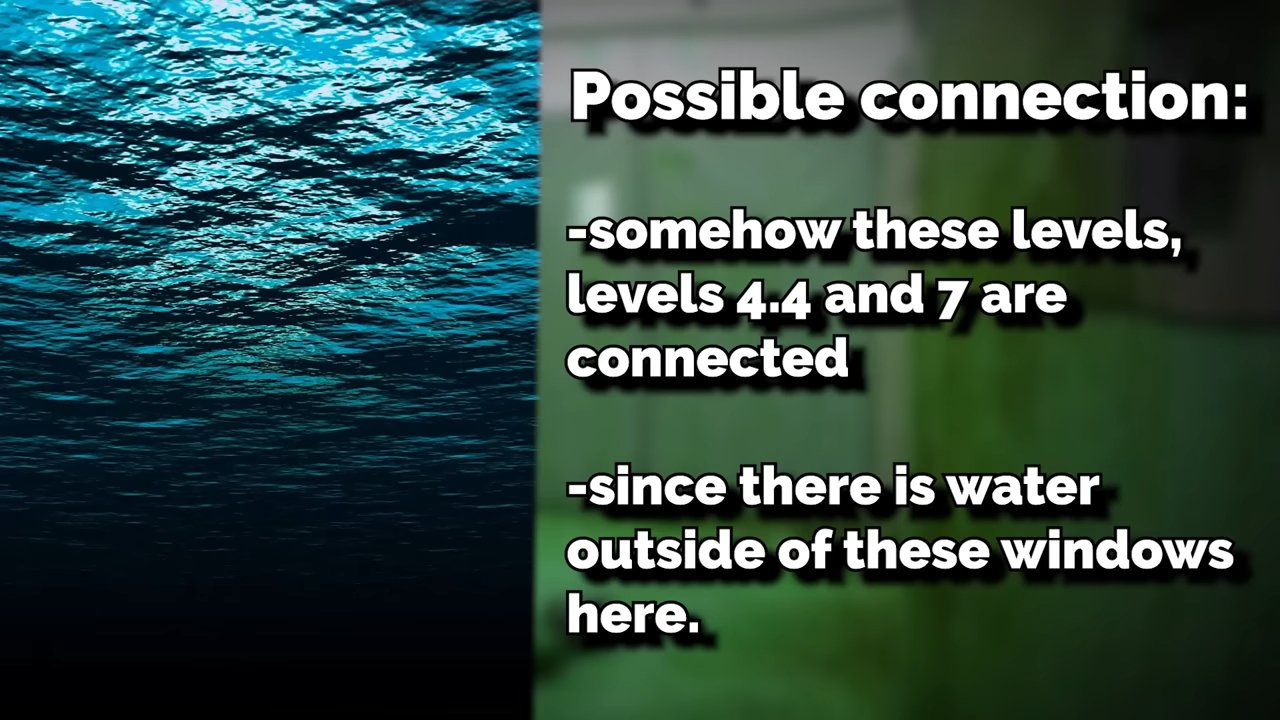 Possible connection:
-somehow these levels,
levels 4.4 and 7 are
connected
-since there is water
outside of these windows
here.